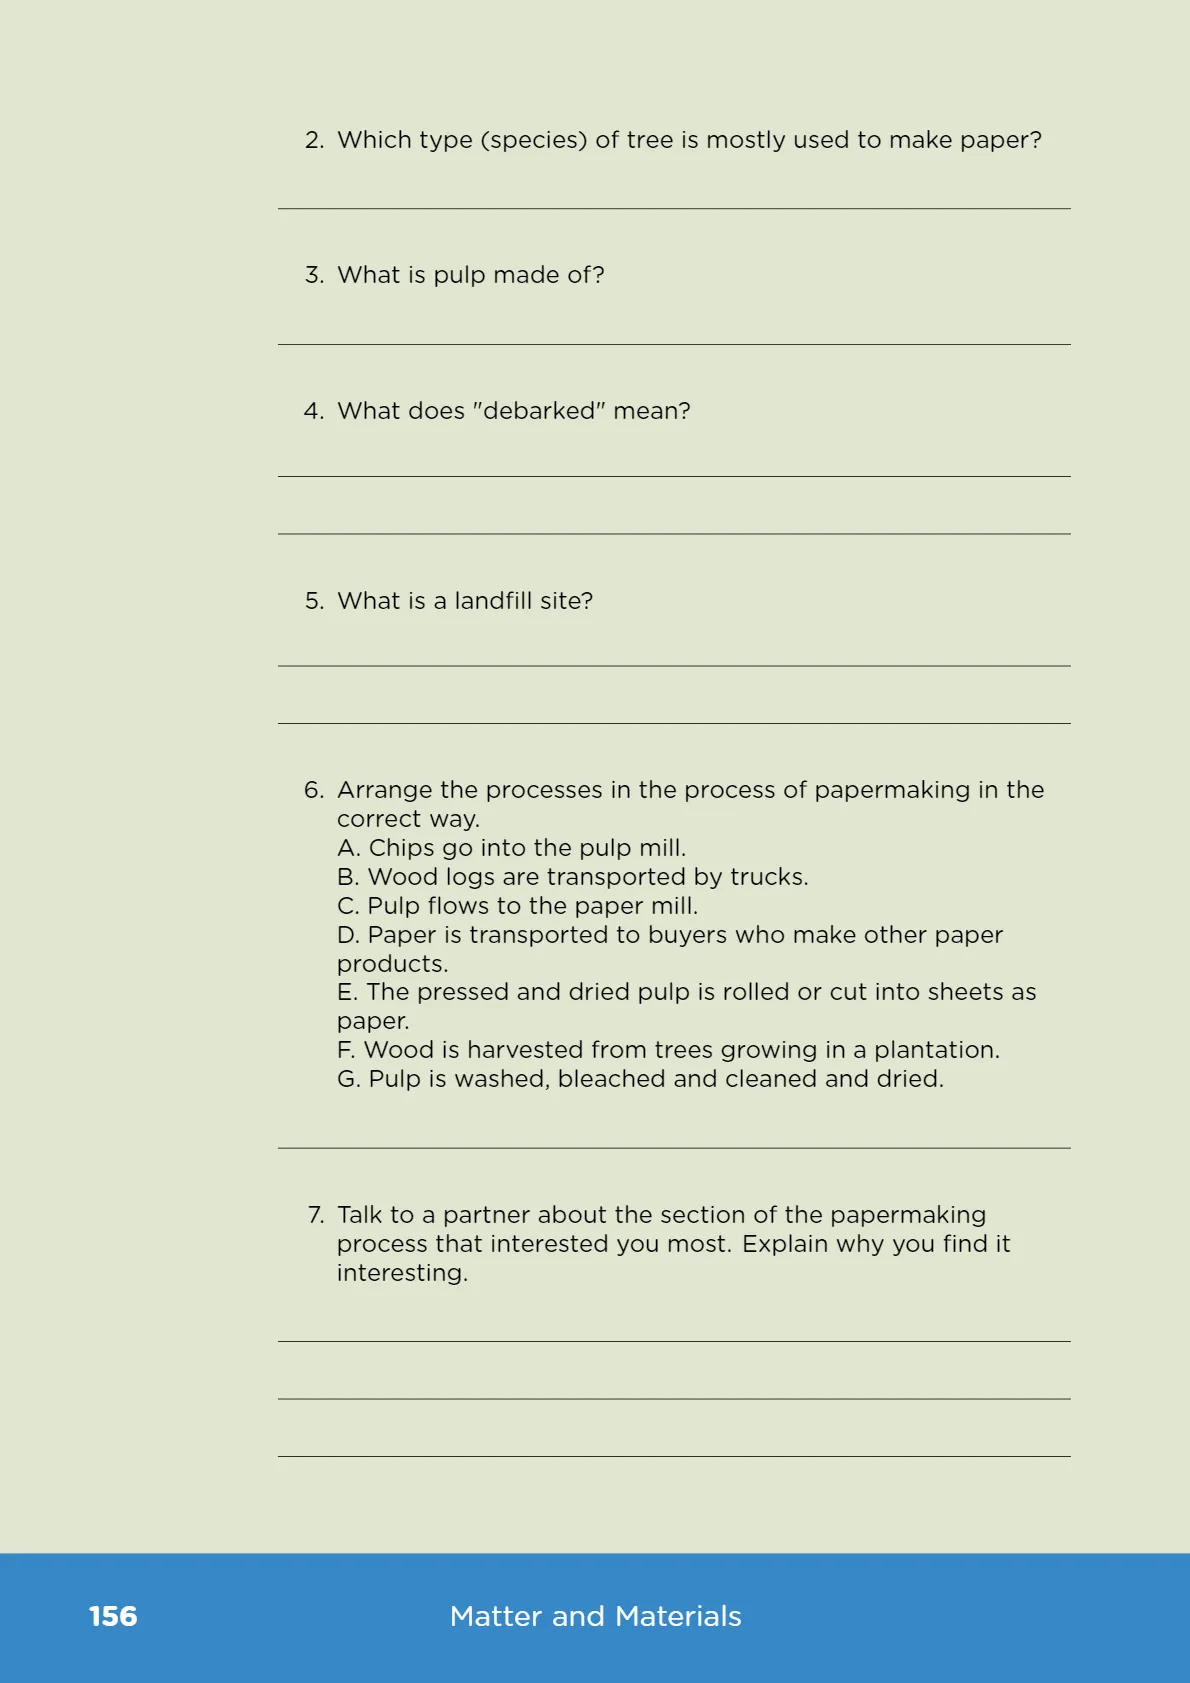 2. Which type (species) of tree is mostly used to make paper?
3. What is pulp made of?
4. What does "debarked" mean?
5. What is a landfill site?
6. Arrange the processes in the process of papermaking in the
correct way.
A. Chips go into the pulp mill.
B. Wood logs are transported by trucks.
C. Pulp flows to the paper mill.
D. Paper is transported to buyers who make other paper
products.
E. The pressed and dried pulp is rolled or cut into sheets as
paper.
F. Wood is harvested from trees growing in a plantation.
G. Pulp is washed, bleached and cleaned and dried.
7. Talk to a partner about the section of the papermaking
process that interested you most. Explain why you find it
interesting.
156 Matter and Materials